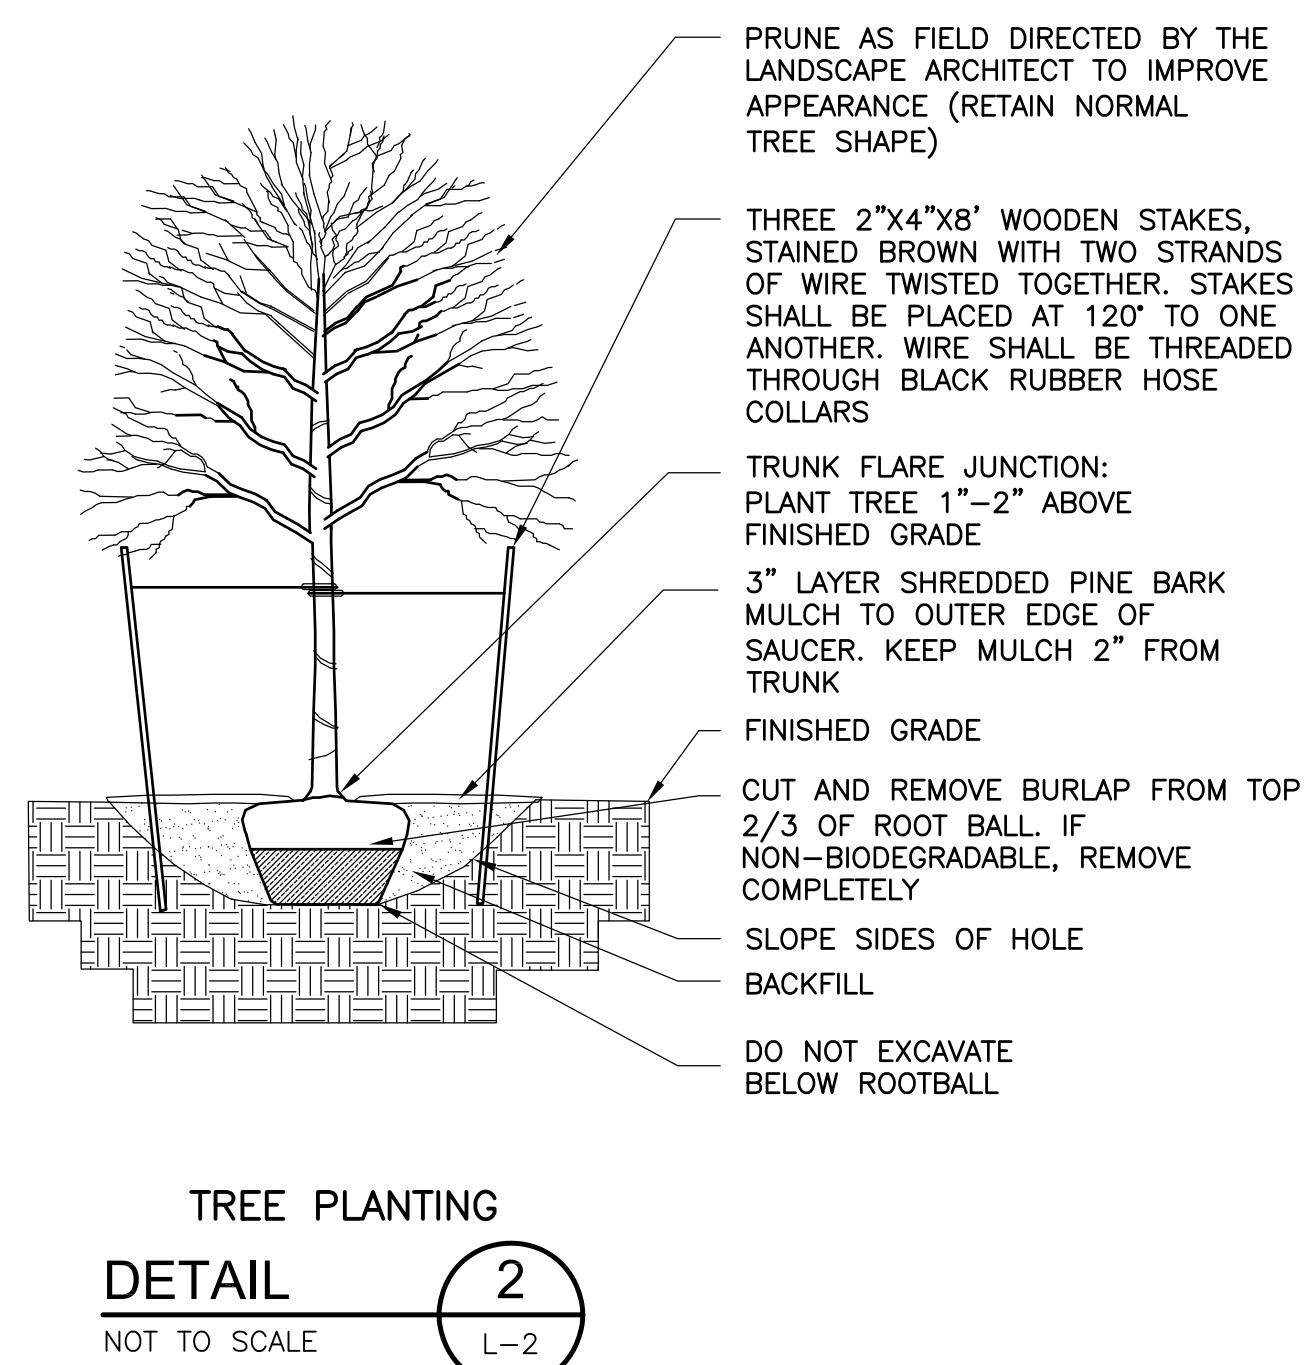 PRUNE AS FIELD DIRECTED BY THE
LANDSCAPE ARCHITECT TO IMPROVE
APPEARANCE (RETAIN NORMAL
TREE SHAPE)
THREE 2”X4”X8’ WOODEN STAKES,
STAINED BROWN WITH TWO STRANDS
OF WIRE TWISTED TOGETHER. STAKES
SHALL BE PLACED AT 120° TO ONE
ANOTHER. WIRE SHALL BE THREADED
THROUGH BLACK RUBBER HOSE
COLLARS
TRUNK FLARE JUNCTION:
PLANT TREE 1”–2” ABOVE
FINISHED GRADE
3” LAYER SHREDDED PINE BARK
MULCH TO OUTER EDGE OF
SAUCER. KEEP MULCH 2” FROM
TRUNK
FINISHED GRADE
CUT AND REMOVE BURLAP FROM TOP
2/3 OF ROOT BALL. IF
NON–BIODEGRADABLE, REMOVE
COMPLETELY
SLOPE SIDES OF HOLE
BACKFILL
DO NOT EXCAVATE
BELOW ROOTBALL
TREE PLANTING
DETAIL
2
NOT TO SCALE
L–2